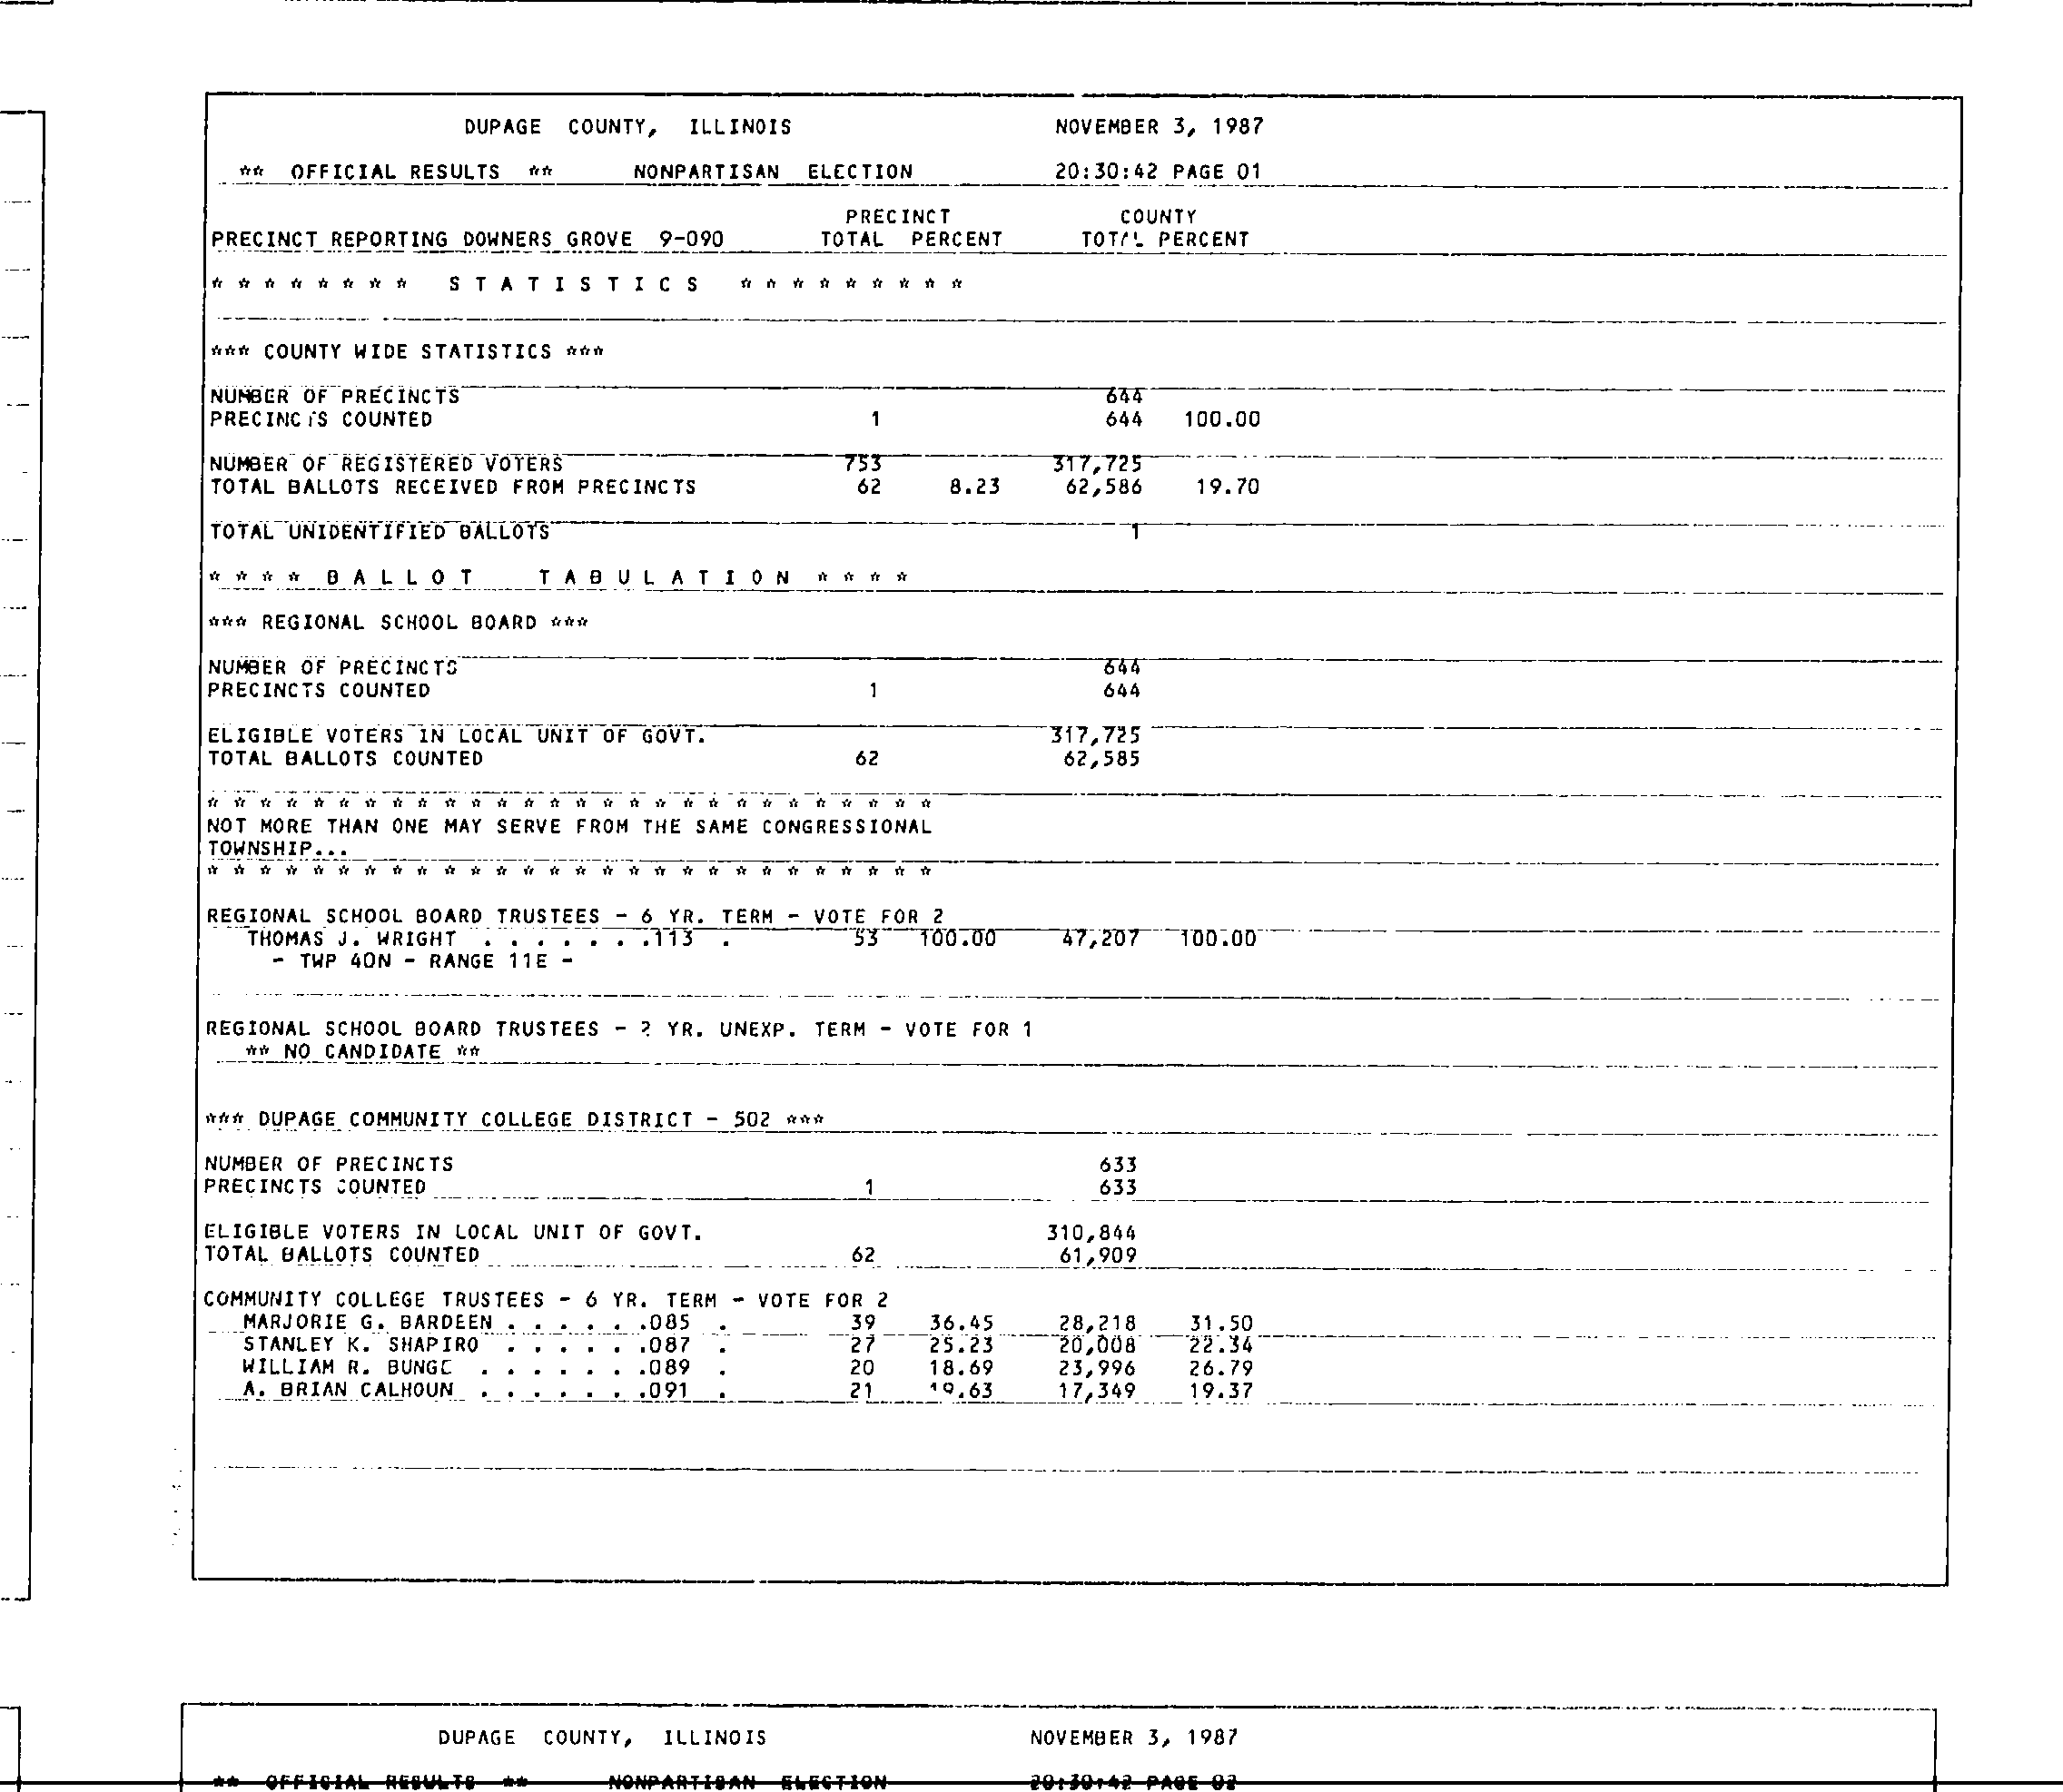 DUPAGE COUNTY, ILLINOIS NOVEMBER 3, 1987
** OFFICIAL RESULTS ** NONPARTISAN ELECTION 20:30:42 PAGE 01
PRECINCT COUNTY
PRECINCT REPORTING DOWNERS GROVE 9-090 TOTAL PERCENT TOTAL PERCENT
* * * * * * * * S T A T I S T I C S * * * * * * * * *
*** COUNTY WIDE STATISTICS ***
NUMBER OF PRECINCTS 644
PRECINCTS COUNTED 1 644 100.00
NUMBER OF REGISTERED VOTERS 753 317,725
TOTAL BALLOTS RECEIVED FROM PRECINCTS 62 8.23 62,586 19.70
TOTAL UNIDENTIFIED BALLOTS 1
* * * * B A L L O T T A B U L A T I O N * * * *
*** REGIONAL SCHOOL BOARD ***
NUMBER OF PRECINCTS 644
PRECINCTS COUNTED 1 644
ELIGIBLE VOTERS IN LOCAL UNIT OF GOVT. 317,725
TOTAL BALLOTS COUNTED 62 62,585
* * * * * * * * * * * * * * * * * * * * * * * * * * * *
NOT MORE THAN ONE MAY SERVE FROM THE SAME CONGRESSIONAL
TOWNSHIP...
* * * * * * * * * * * * * * * * * * * * * * * * * * * *
REGIONAL SCHOOL BOARD TRUSTEES - 6 YR. TERM - VOTE FOR 2
THOMAS J. WRIGHT . . . . . . .113 . 53 100.00 47,207 100.00
- TWP 40N - RANGE 11E -
REGIONAL SCHOOL BOARD TRUSTEES - YR. UNEXP. TERM - VOTE FOR 1
** NO CANDIDATE **
*** DUPAGE COMMUNITY COLLEGE DISTRICT - 502 ***
NUMBER OF PRECINCTS 633
PRECINCTS COUNTED 1 633
ELIGIBLE VOTERS IN LOCAL UNIT OF GOVT. 310,844
TOTAL BALLOTS COUNTED 62 61,909
COMMUNITY COLLEGE TRUSTEES - 6 YR. TERM - VOTE FOR 2
MARJORIE G. BARDEEN . . . . . .085 . 39 36.45 28,218 31.50
STANLEY K. SHAPIRO . . . . . .087 . 27 25.23 20,008 22.34
WILLIAM R. BUNGE . . . . . . .089 . 20 18.69 23,996 26.79
A. BRIAN CALHOUN . . . . . . .091 . 21 19.63 17,349 19.37
DUPAGE COUNTY, ILLINOIS NOVEMBER 3, 1987
** OFFICIAL RESULTS ** NONPARTISAN ELECTION 20:30:42 PAGE 02